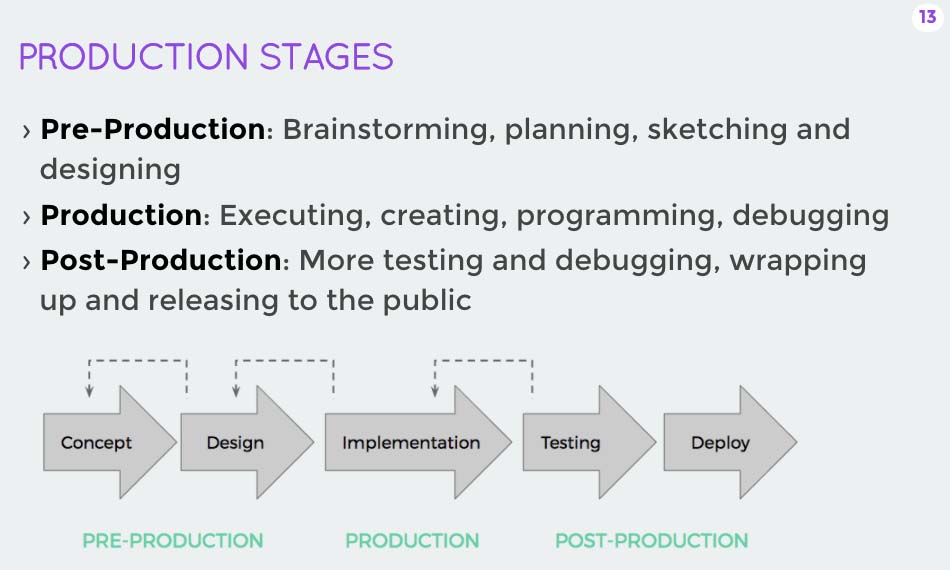 13
PRODUCTION STAGES
› Pre-Production: Brainstorming, planning, sketching and
designing
› Production: Executing, creating, programming, debugging
› Post-Production: More testing and debugging, wrapping
up and releasing to the public
Concept Design Implementation Testing Deploy
PRE-PRODUCTION PRODUCTION POST-PRODUCTION